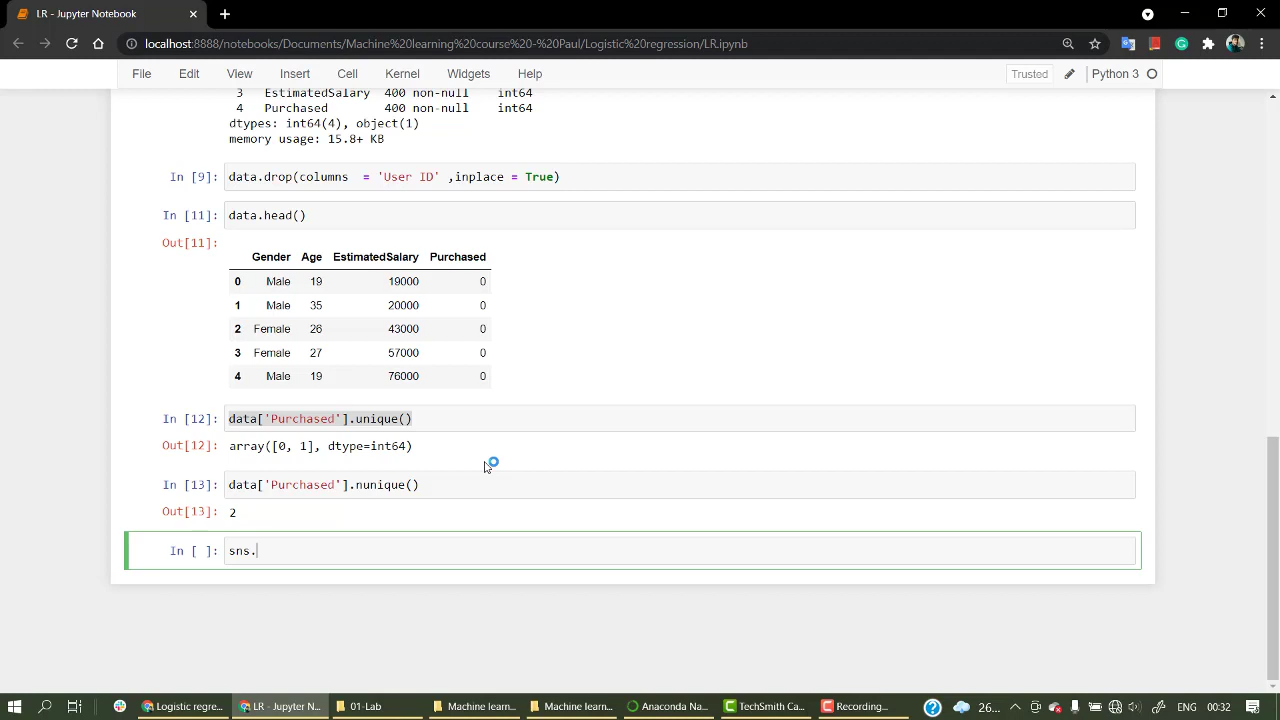 LR - Jupyter Notebook
localhost:8888/notebooks/Documents/Machine%20learning%20course%20-%20Paul/Logistic%20regression/LR.ipynb
File Edit View Insert Cell Kernel Widgets Help Trusted Python 3
3 EstimatedSalary 400 non-null int64
4 Purchased 400 non-null int64
dtypes: int64(4), object(1)
memory usage: 15.8+ KB
In [9]: data.drop(columns = 'User ID' ,inplace = True)
In [11]: data.head()
Out[11]:
Gender Age EstimatedSalary Purchased
0 Male 19 19000 0
1 Male 35 20000 0
2 Female 26 43000 0
3 Female 27 57000 0
4 Male 19 76000 0
In [12]: data['Purchased'].unique()
Out[12]: array([0, 1], dtype=int64)
In [13]: data['Purchased'].nunique()
Out[13]: 2
In [ ]: sns.
Logistic regre... LR - Jupyter N... 01-Lab Machine learn... Machine learn... Anaconda Na... TechSmith Ca... Recording... 26... ENG 00:32